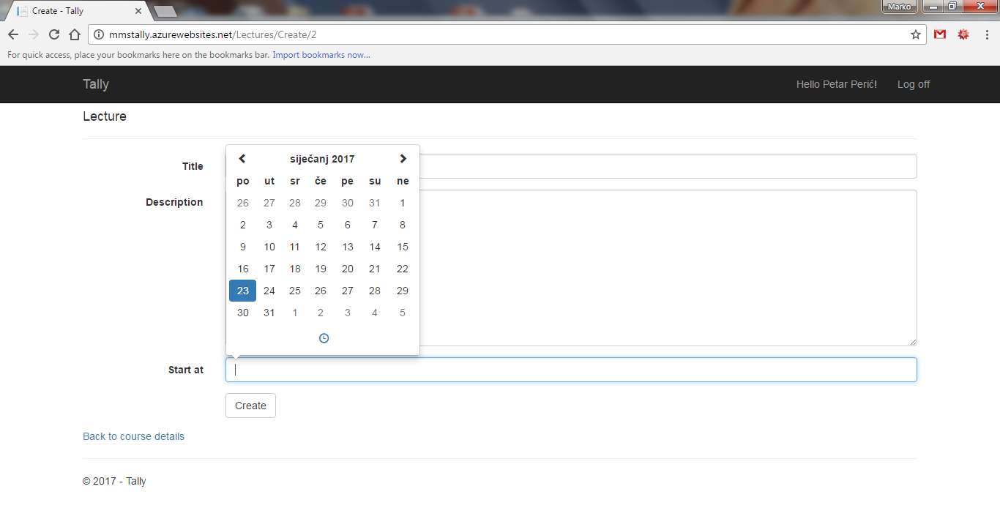 Create - Tally
Marko
mmstally.azurewebsites.net/Lectures/Create/2
For quick access, place your bookmarks here on the bookmarks bar. Import bookmarks now...
Tally Hello Petar Perić! Log off
Lecture
Title
Description
siječanj 2017
po ut sr če pe su ne
26 27 28 29 30 31 1
2 3 4 5 6 7 8
9 10 11 12 13 14 15
16 17 18 19 20 21 22
23 24 25 26 27 28 29
30 31 1 2 3 4 5
Start at
Create
Back to course details
© 2017 - Tally